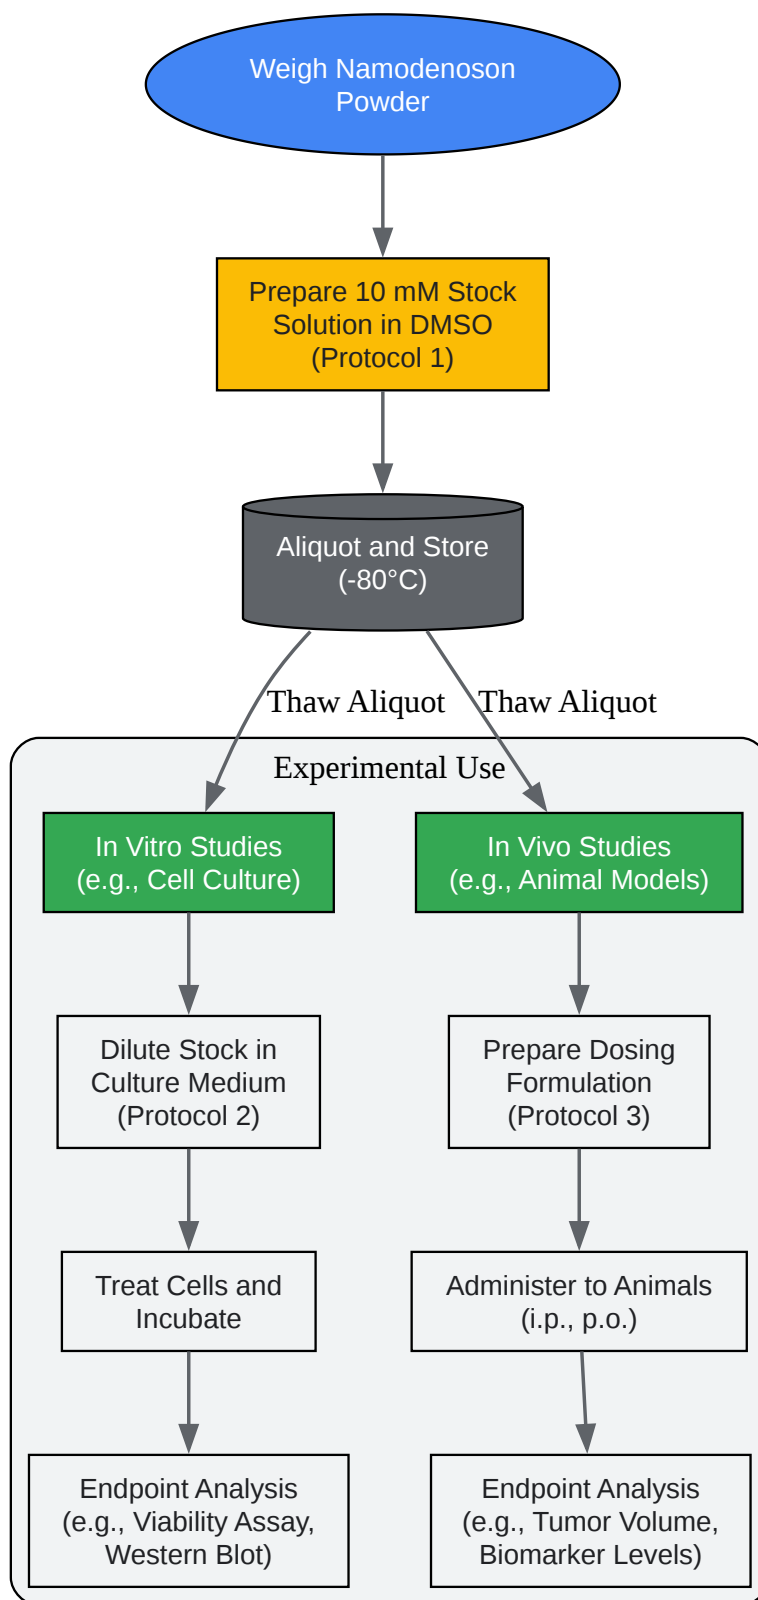 Weigh Namodenoson
Powder
Prepare 10 mM Stock
Solution in DMSO
(Protocol 1)
Aliquot and Store
(-80°C)
Thaw Aliquot
Thaw Aliquot
Experimental Use
In Vitro Studies
(e.g., Cell Culture)
In Vivo Studies
(e.g., Animal Models)
Dilute Stock in
Culture Medium
(Protocol 2)
Prepare Dosing
Formulation
(Protocol 3)
Treat Cells and
Incubate
Administer to Animals
(i.p., p.o.)
Endpoint Analysis
(e.g., Viability Assay,
Western Blot)
Endpoint Analysis
(e.g., Tumor Volume,
Biomarker Levels)